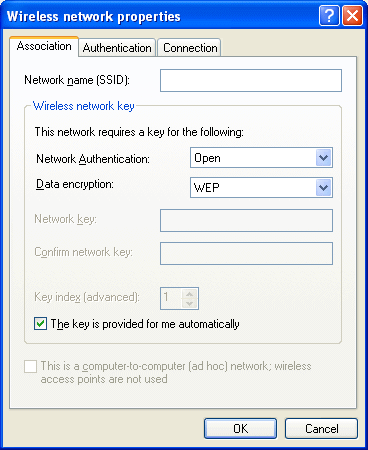 Wireless network properties
Association Authentication Connection
Network name (SSID):
Wireless network key
This network requires a key for the following:
Network Authentication: Open
Data encryption: WEP
Network key:
Confirm network key:
Key index (advanced): 1
The key is provided for me automatically
This is a computer-to-computer (ad hoc) network; wireless
access points are not used
OK Cancel